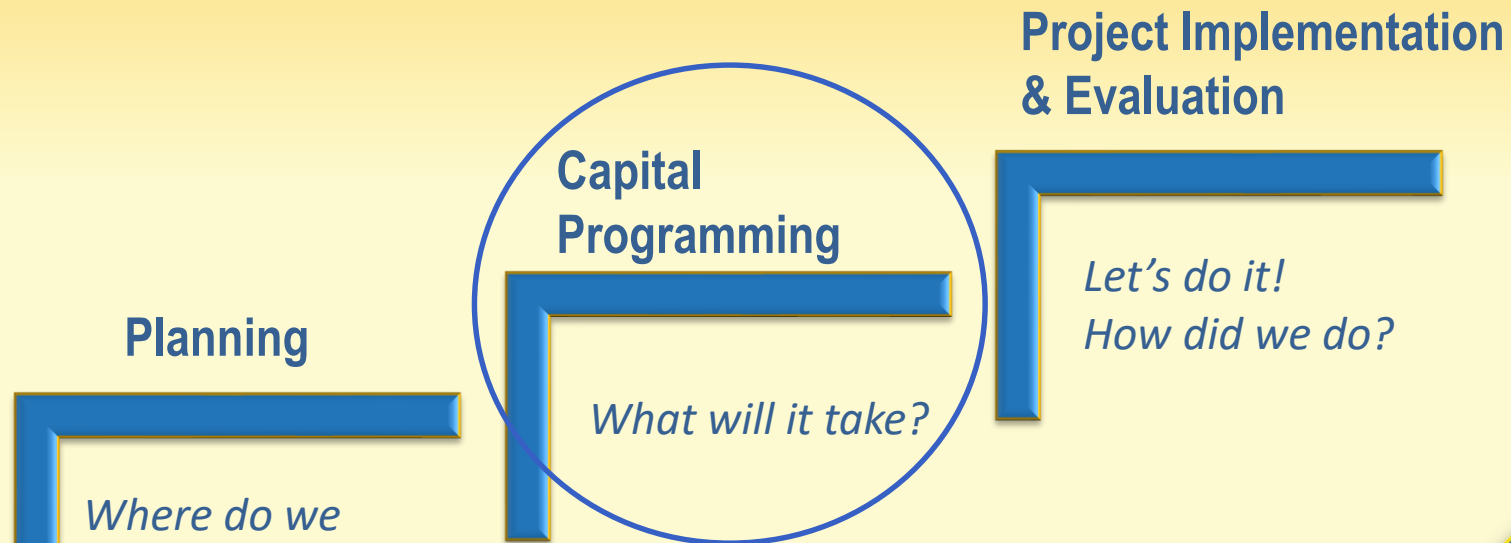 Planning
Where do we
Capital
Programming
What will it take?
Project Implementation
& Evaluation
Let’s do it!
How did we do?